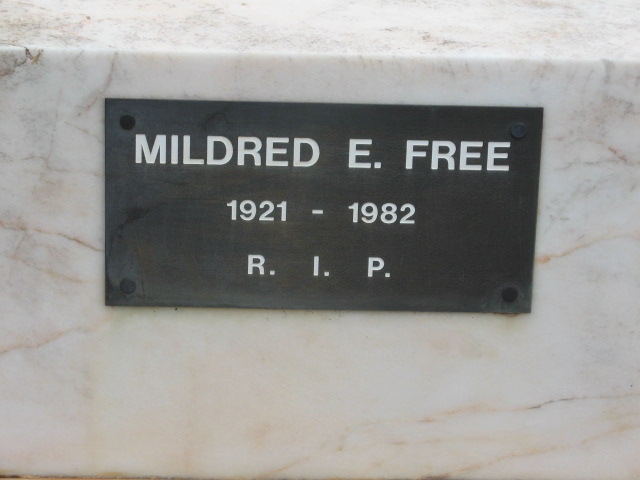 MILDRED E. FREE
1921 - 1982
R. I. P.